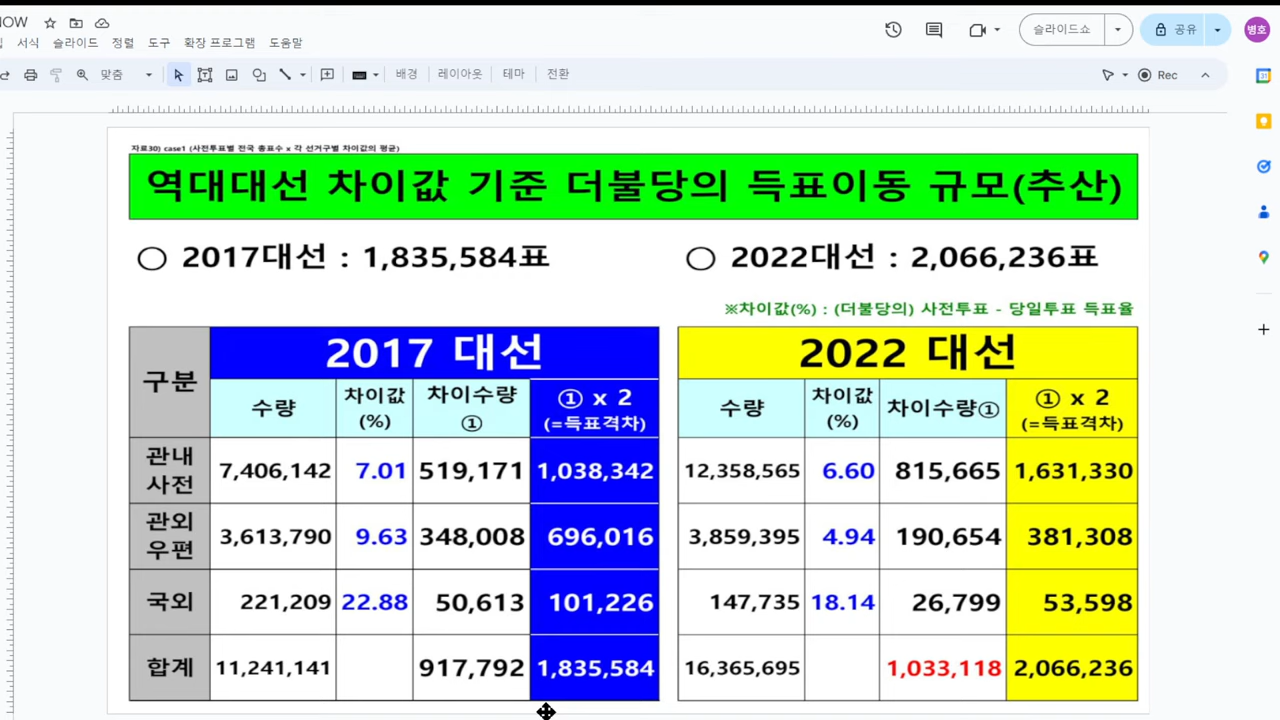 NOW
서식 슬라이드 정렬 도구 확장 프로그램 도움말
슬라이드쇼
공유
병호
맞춤
배경 레이아웃 테마 전환
Rec
31
자료30) case1 (사전투표별 전국 총표수 x 각 선거구별 차이값의 평균)
역대대선 차이값 기준 더불당의 득표이동 규모(추산)
○ 2017대선 : 1,835,584표
○ 2022대선 : 2,066,236표
※차이값(%) : (더불당의) 사전투표 - 당일투표 득표율
구분 2017 대선 2022 대선
수량 차이값(%) 차이수량① ① x 2(=득표격차) 수량 차이값(%) 차이수량① ① x 2(=득표격차)
관내사전 7,406,142 7.01 519,171 1,038,342 12,358,565 6.60 815,665 1,631,330
관외우편 3,613,790 9.63 348,008 696,016 3,859,395 4.94 190,654 381,308
국외 221,209 22.88 50,613 101,226 147,735 18.14 26,799 53,598
합계 11,241,141 917,792 1,835,584 16,365,695 1,033,118 2,066,236